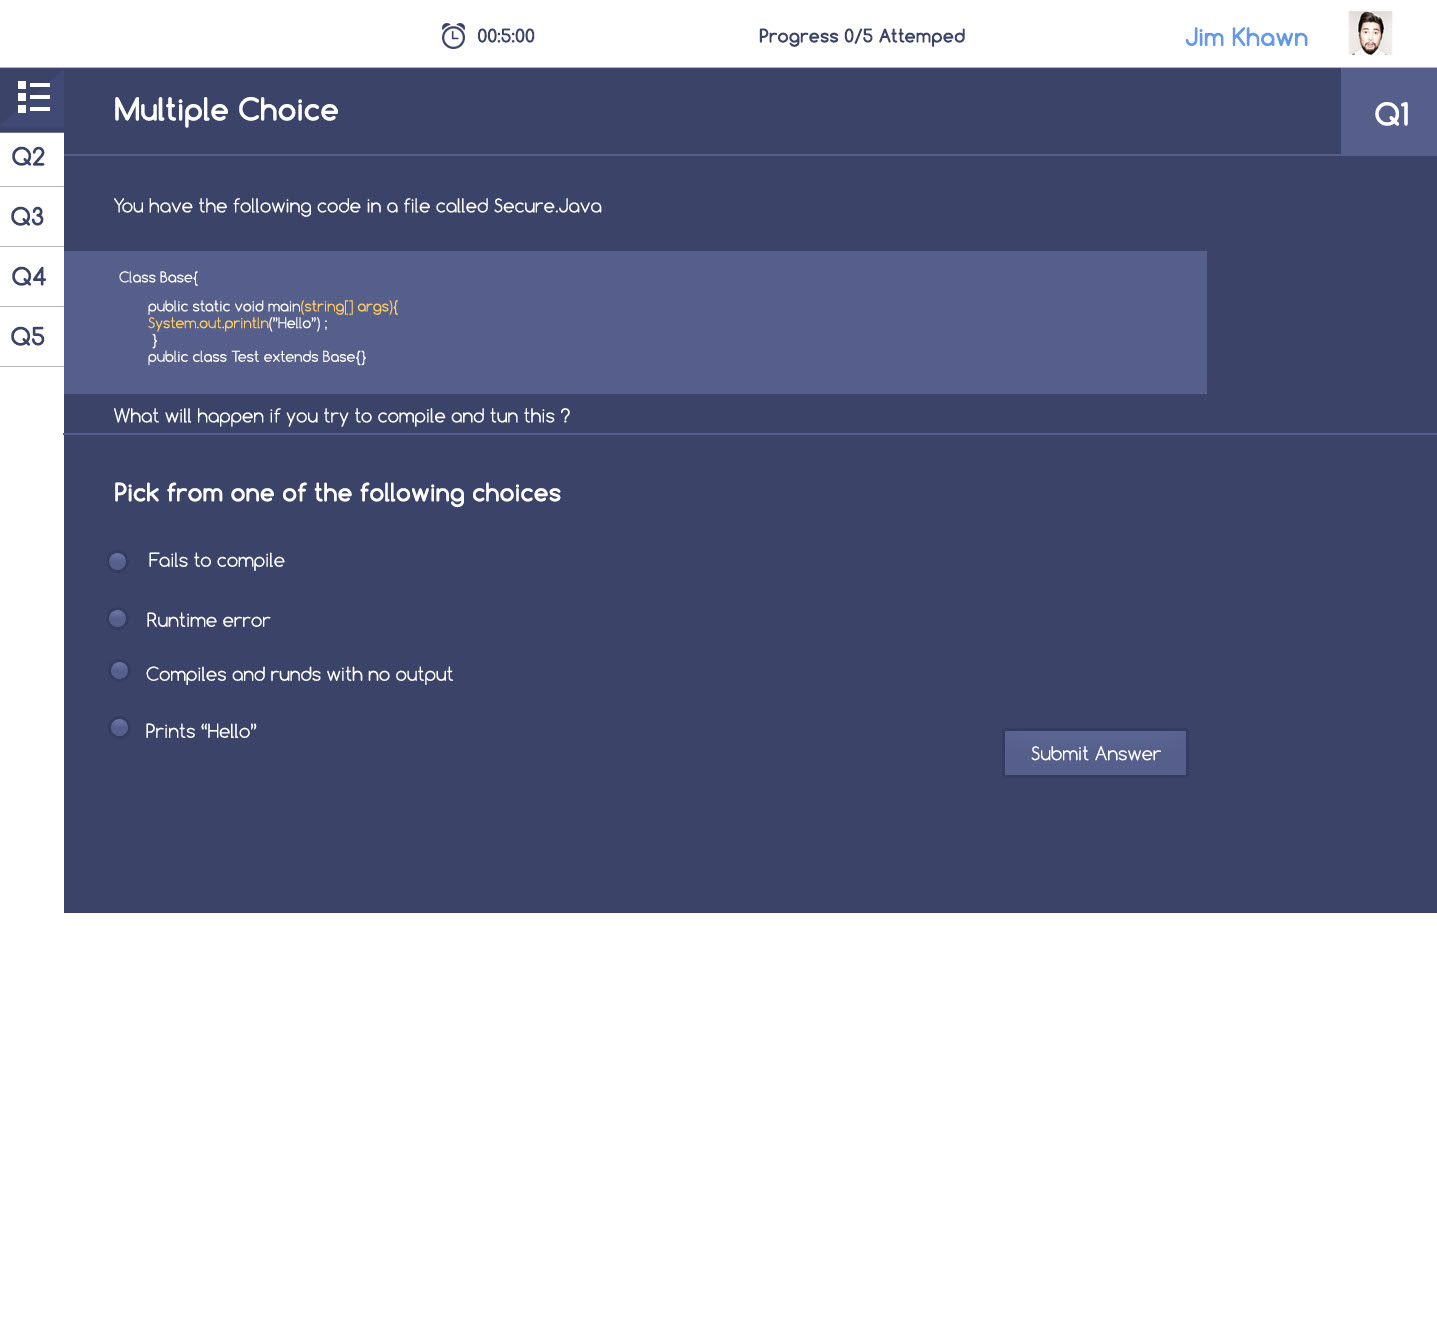 00:5:00
Progress 0/5 Attemped
Jim Khawn
Multiple Choice
Q1
Q2
Q3
Q4
Q5
You have the following code in a file called Secure.Java
Class Base{
public static void main(string[] args){
System.out.println(”Hello”) ;
}
public class Test extends Base{}
What will happen if you try to compile and tun this ?
Pick from one of the following choices
Fails to compile
Runtime error
Compiles and runds with no output
Prints “Hello”
Submit Answer